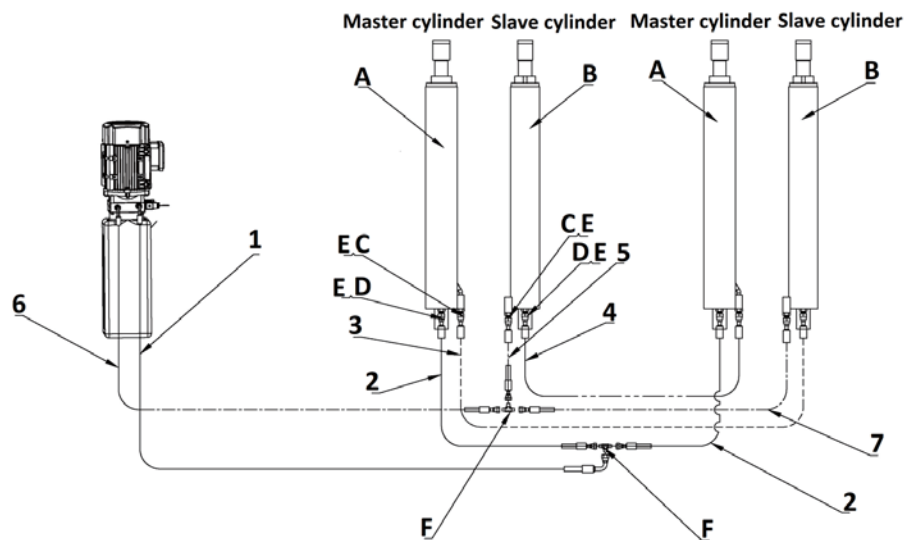 Master cylinder Slave cylinder Master cylinder Slave cylinder
A B A B
1
6
E C
E D
C E
D E 5
3
4
2
7
2
F F